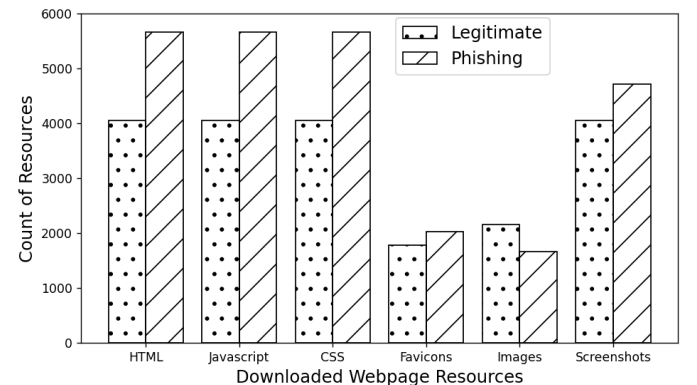 6000
5000
4000
3000
2000
1000
0
Count of Resources
Legitimate
Phishing
HTML
Javascript
CSS
Favicons
Images
Screenshots
Downloaded Webpage Resources